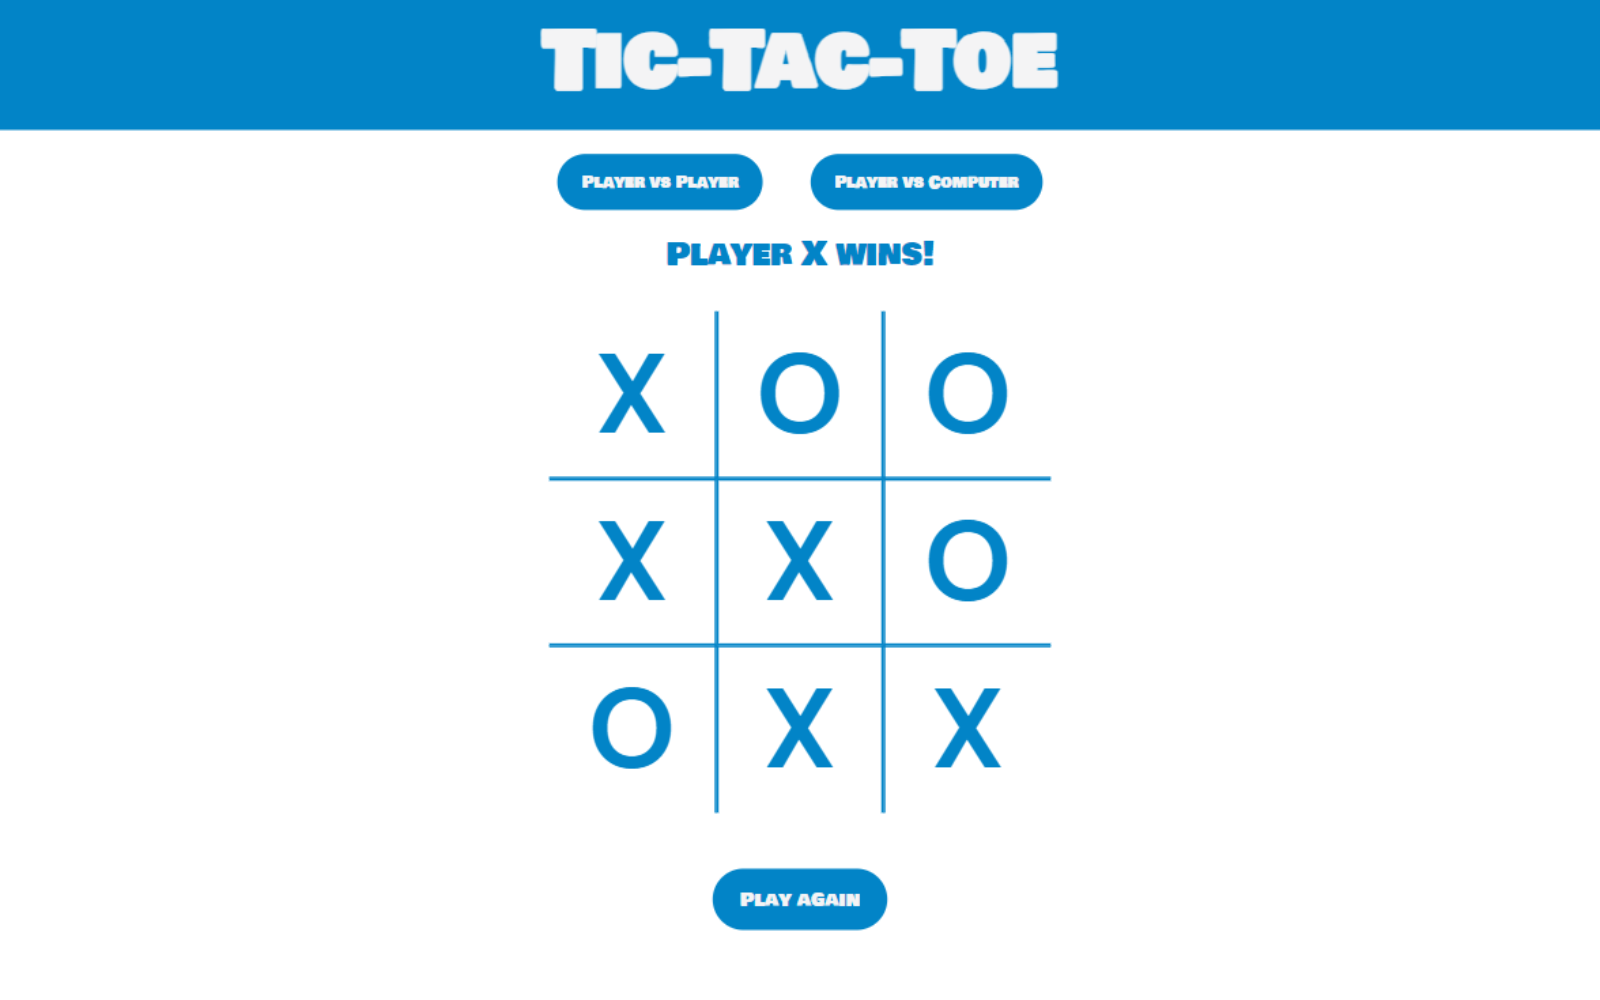 Tic-Tac-Toe
Player vs Player Player vs Computer
Player X wins!
X O O
X X O
O X X
Play again